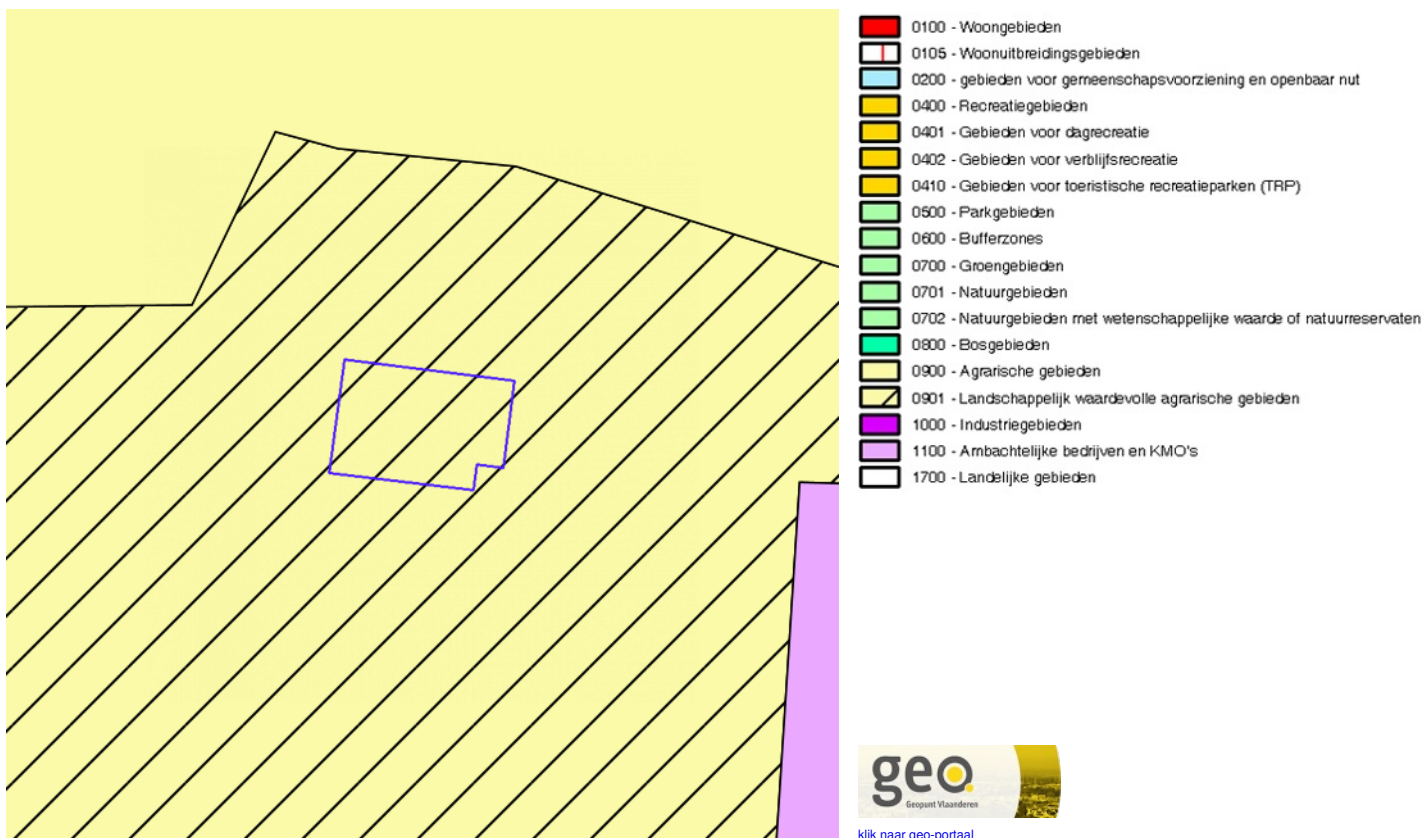 0100 - Woongebieden
0105 - Woonuitbreidingsgebieden
0200 - gebieden voor gemeenschapsvoorziening en openbaar nut
0400 - Recreatiegebieden
0401 - Gebieden voor dagrecreatie
0402 - Gebieden voor verblijfsrecreatie
0410 - Gebieden voor toeristische recreatieparken (TRP)
0500 - Parkgebieden
0600 - Bufferzones
0700 - Groengebieden
0701 - Natuurgebieden
0702 - Natuurgebieden met wetenschappelijke waarde of natuurreservaten
0800 - Bosgebieden
0900 - Agrarische gebieden
0901 - Landschappelijk waardevolle agrarische gebieden
1000 - Industriegebieden
1100 - Ambachtelijke bedrijven en KMO's
1700 - Landelijke gebieden
geo
Geopunt Vlaanderen
klik naar geo-portaal